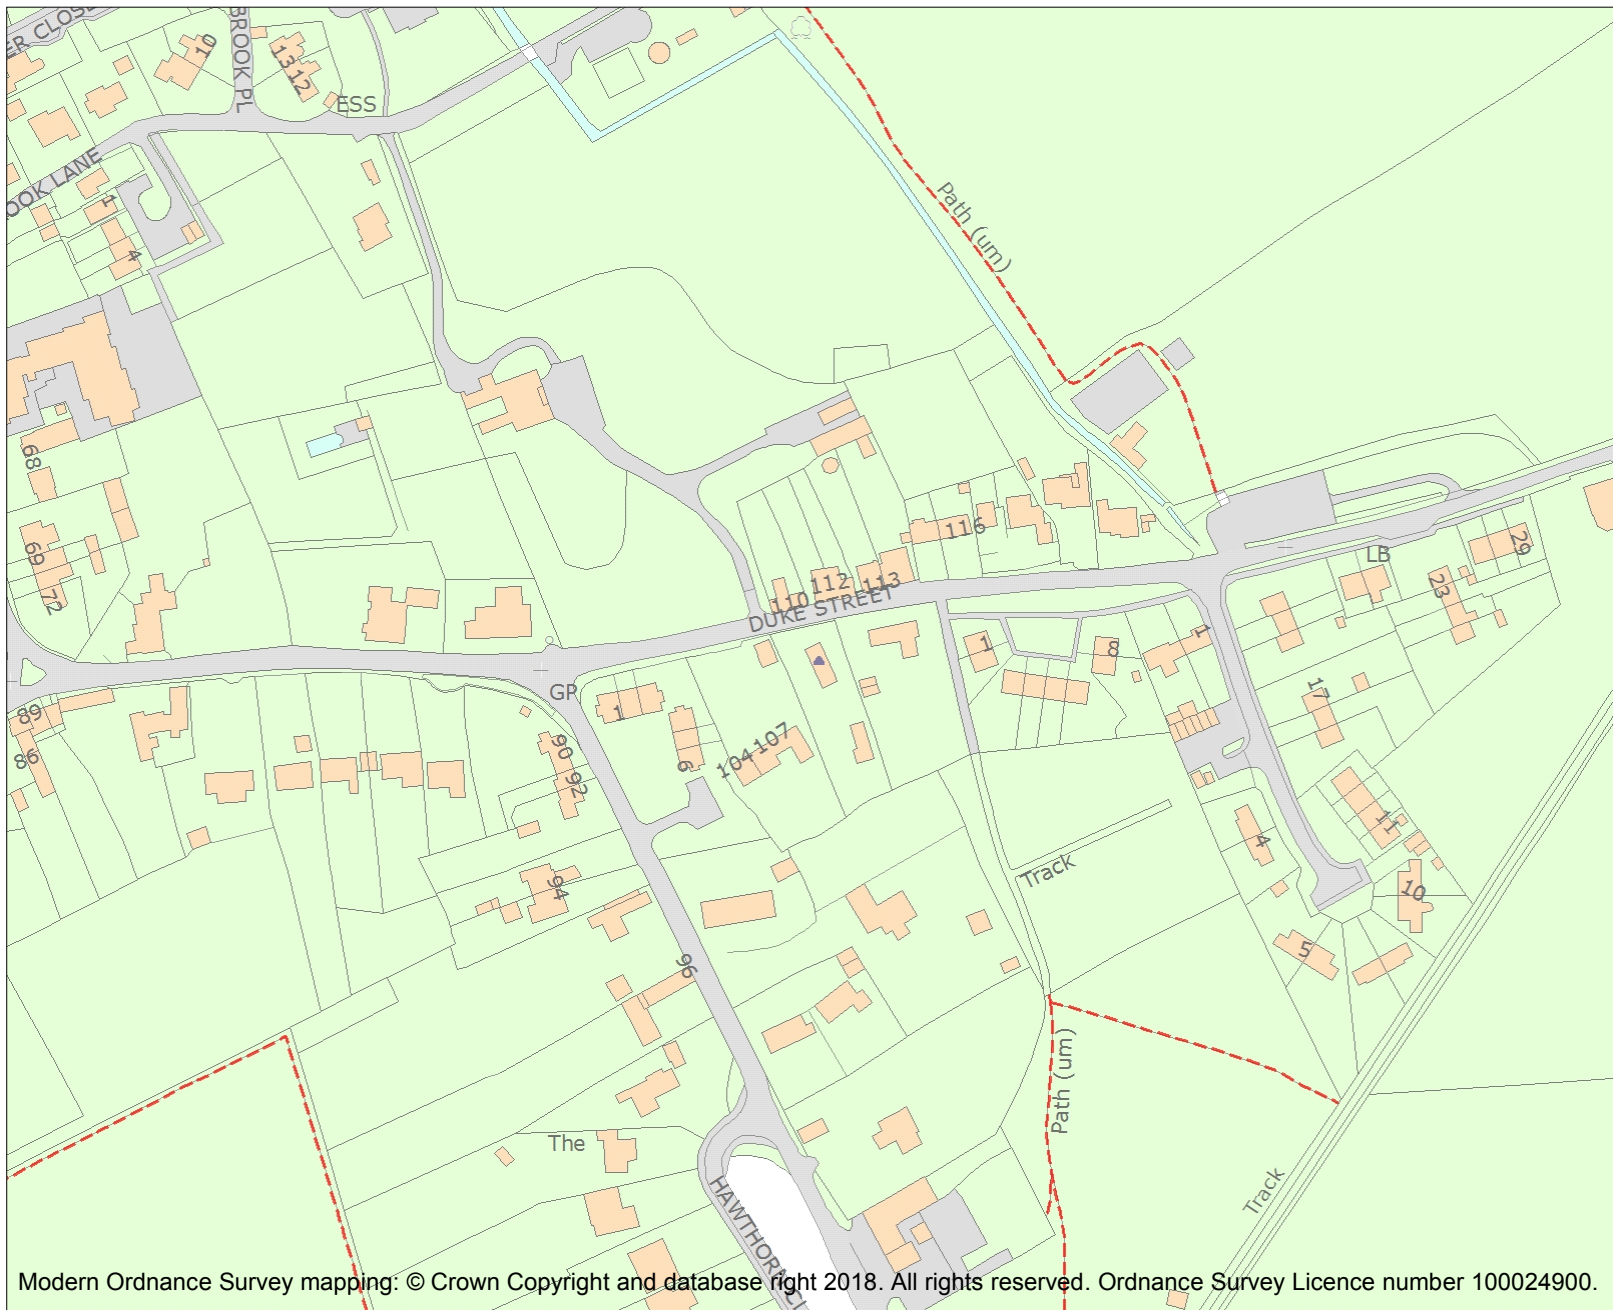 ER CLOSE
BROOK PL
10
13
12
ESS
OOK LANE
1
4
Path (um)
68
69
72
116
112
113
110
DUKE STREET
LB
29
23
1
8
1
GP
1
6
17
89
86
90
92
104
107
11
4
Track
10
94
5
96
Path (um)
The
Track
HAWTHORN CL
Modern Ordnance Survey mapping: © Crown Copyright and database right 2018. All rights reserved. Ordnance Survey Licence number 100024900.